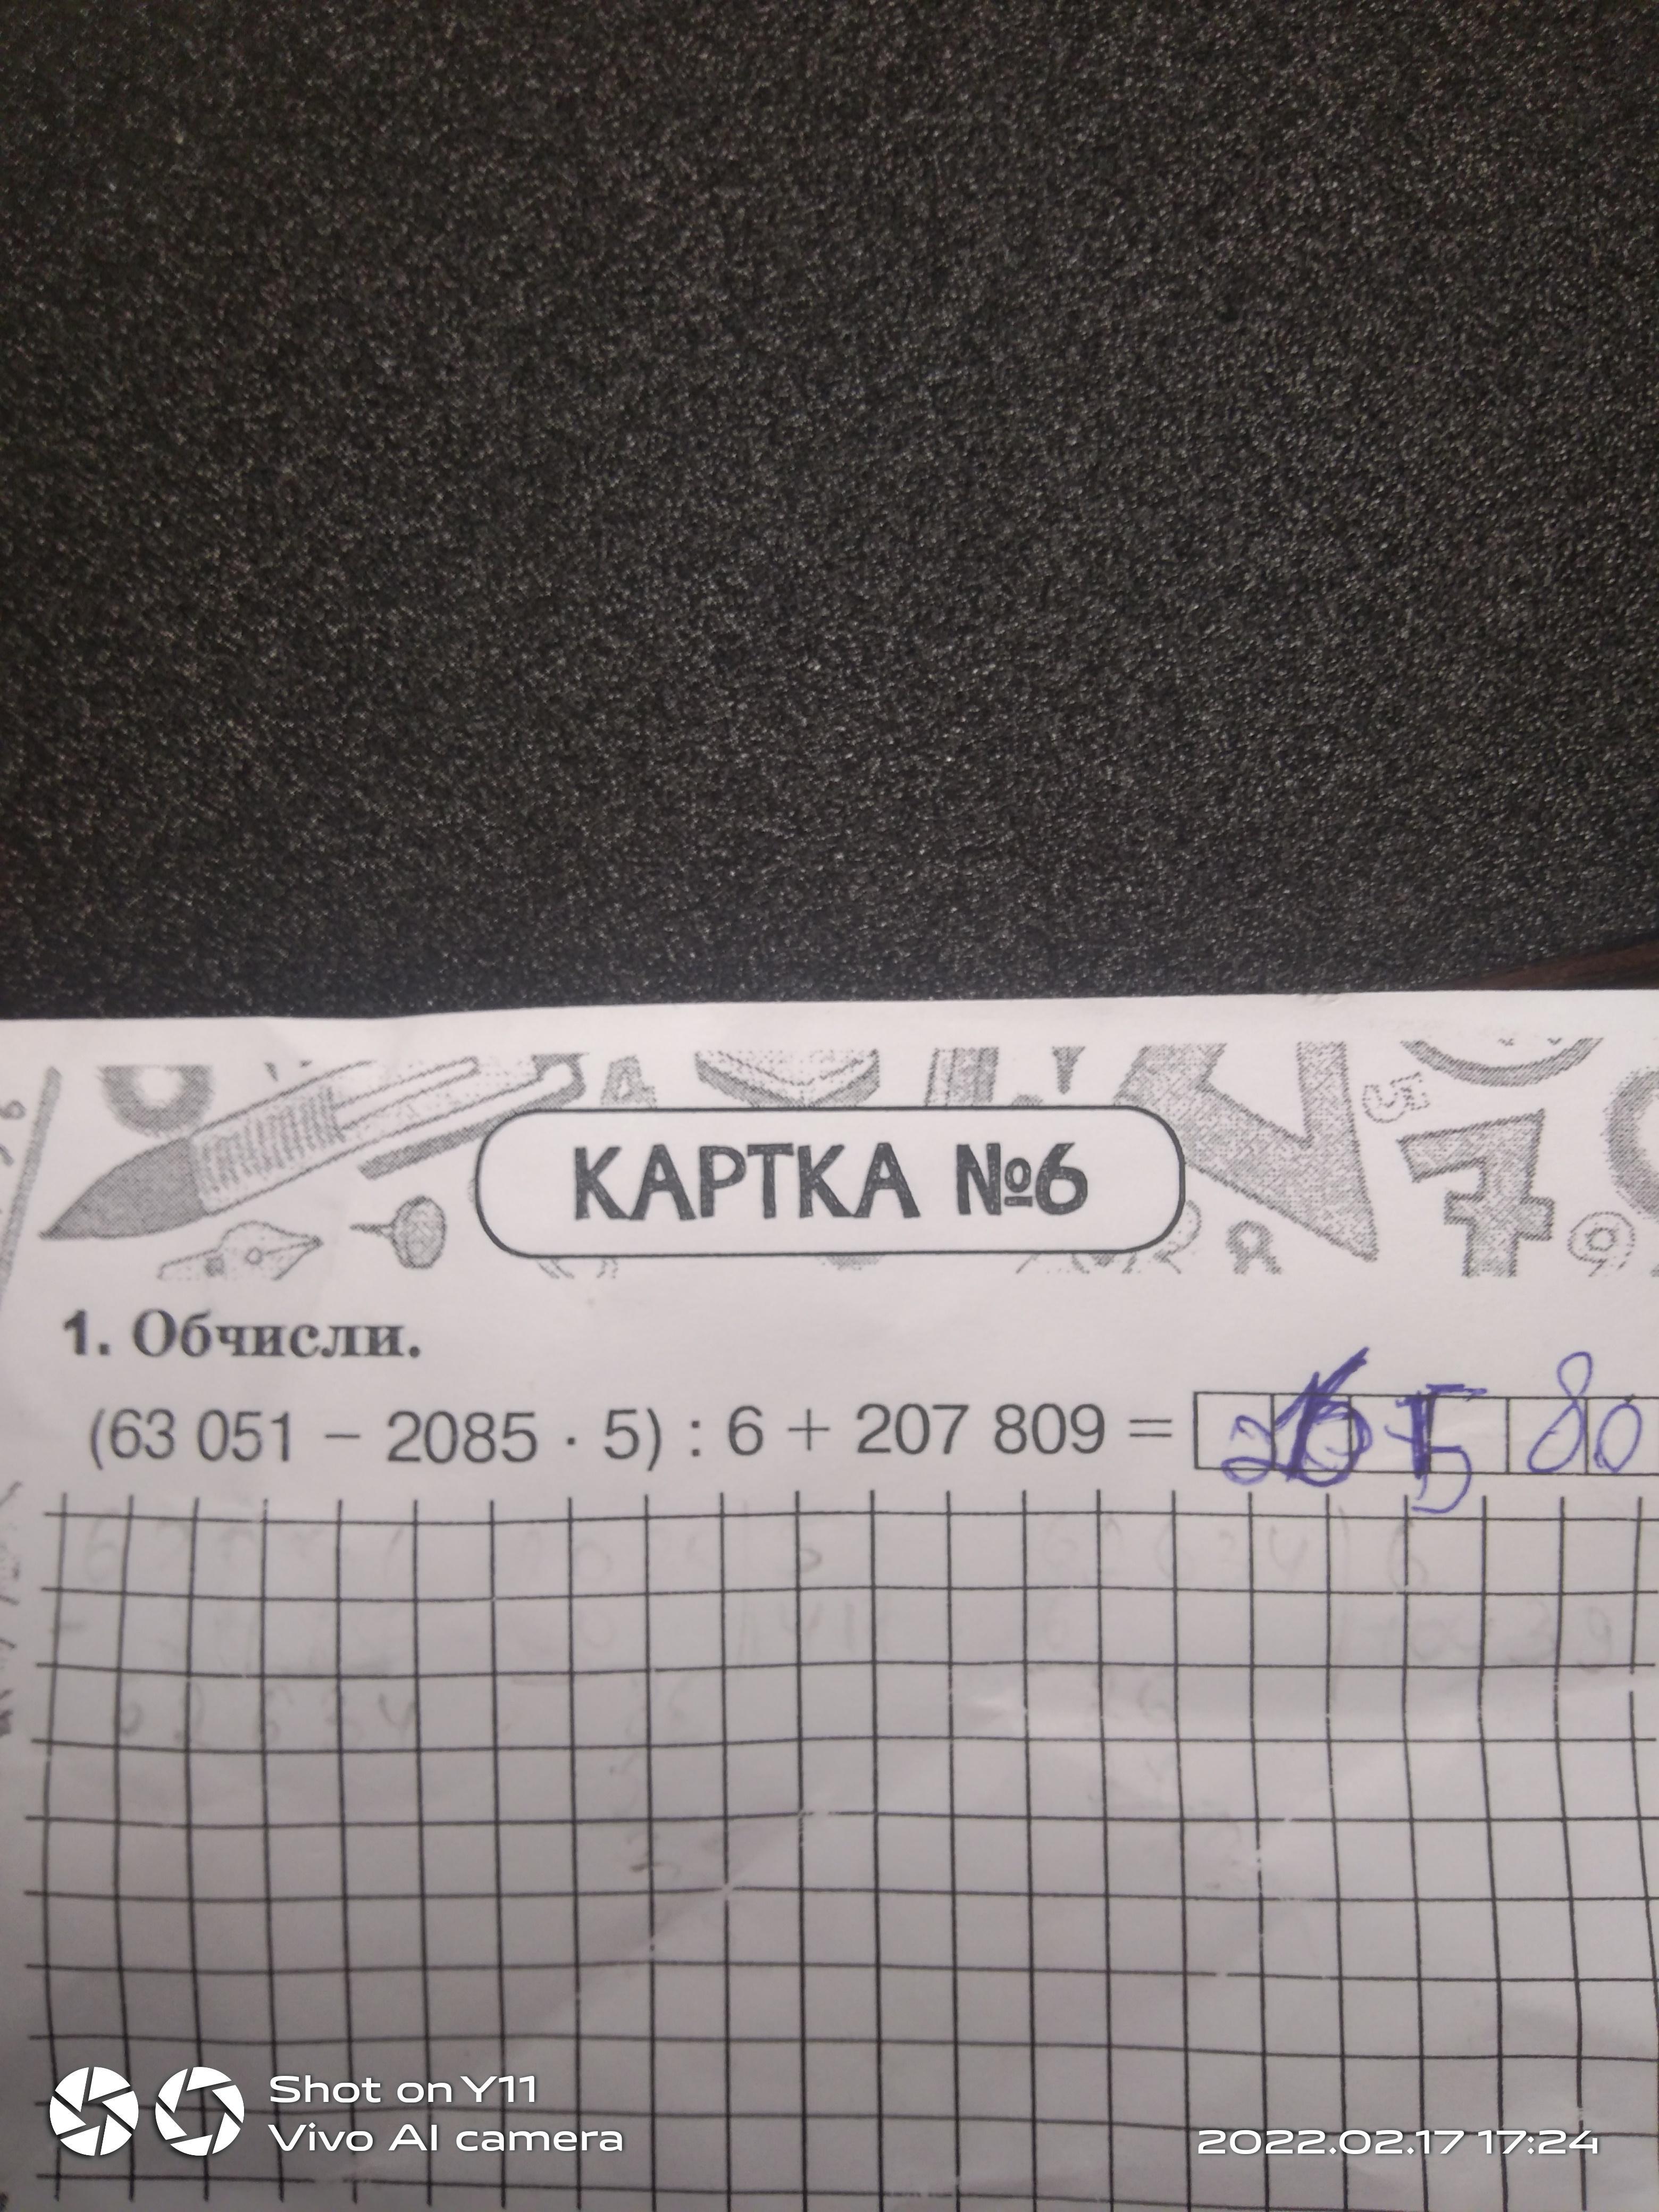 КАРТКА №6
1. Обчисли.
(63 051 − 2085 · 5) : 6 + 207 809 = 80
Shot on Y11
Vivo AI camera
2022.02.17 17:24